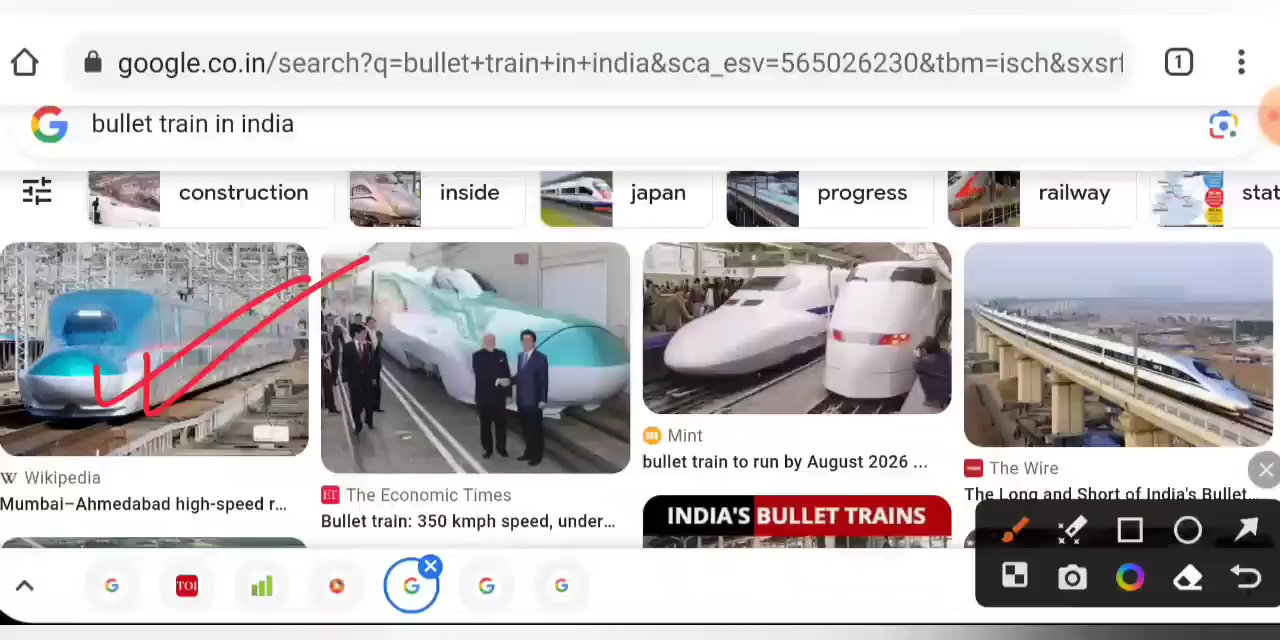 google.co.in/search?q=bullet+train+in+india&sca_esv=565026230&tbm=isch&sxsrf
1
bullet train in india
construction
inside
japan
progress
railway
stat
W Wikipedia
Mumbai–Ahmedabad high-speed r...
ET The Economic Times
Bullet train: 350 kmph speed, under...
Mint
bullet train to run by August 2026 ...
The Wire
The Long and Short of India's Bullet...
INDIA'S BULLET TRAINS
TOI